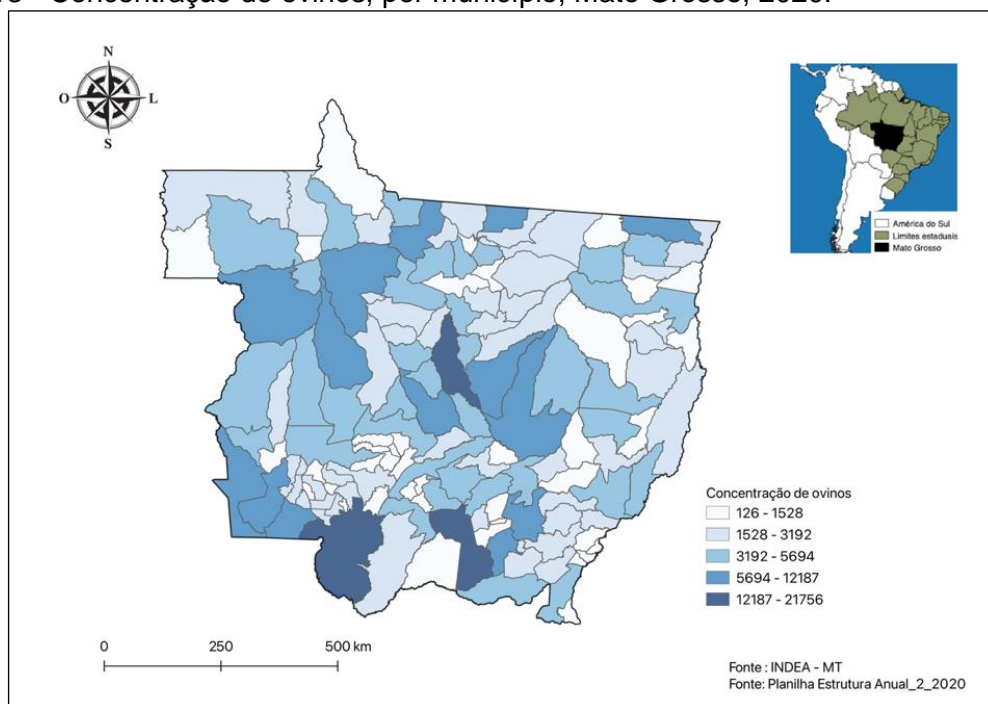 Concentração de ovinos, por município, Mato Grosso, 2020.
N
O
L
S
América do Sul
Limites estaduais
Mato Grosso
Concentração de ovinos
126 - 1528
1528 - 3192
3192 - 5694
5694 - 12187
12187 - 21756
0 250 500 km
Fonte : INDEA - MT
Fonte: Planilha Estrutura Anual_2_2020